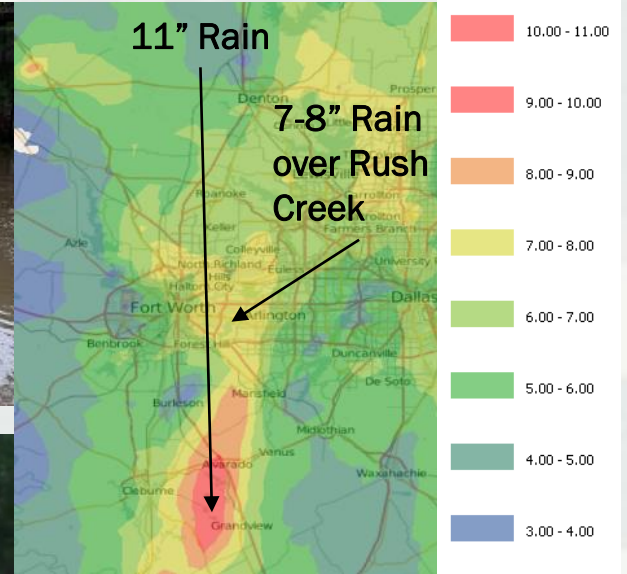 11” Rain
Prosper
Denton
7-8” Rain
over Rush
Creek
Little
Carrollton
Roanoke
Keller
Farmers Branch
Azle
Colleyville
North Richland
Hills
Euless
University
Haltom City
Fort Worth
Dallas
Arlington
Benbrook
Forest Hill
Duncanville
De Soto
Mansfield
Burleson
Midlothian
Venus
Alvarado
Waxahachie
Cleburne
Grandview
10.00 - 11.00
9.00 - 10.00
8.00 - 9.00
7.00 - 8.00
6.00 - 7.00
5.00 - 6.00
4.00 - 5.00
3.00 - 4.00